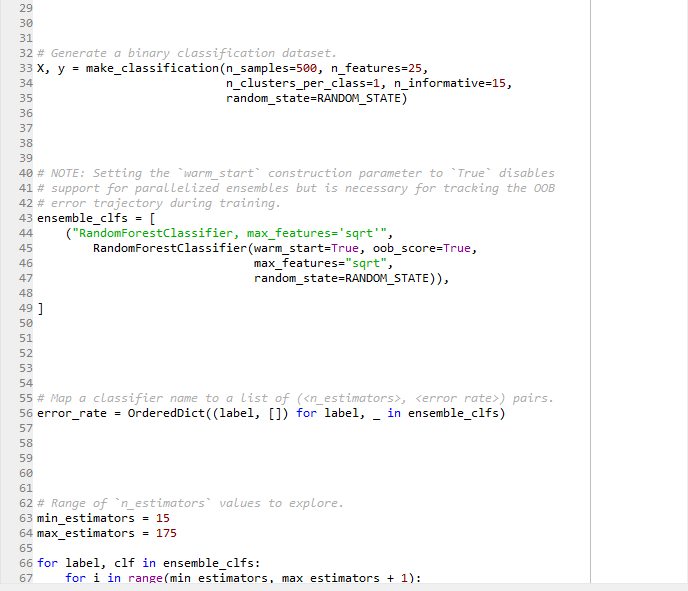 29
30
31
32 # Generate a binary classification dataset.
33 X, y = make_classification(n_samples=500, n_features=25,
34                            n_clusters_per_class=1, n_informative=15,
35                            random_state=RANDOM_STATE)
36
37
38
39
40 # NOTE: Setting the `warm_start` construction parameter to `True` disables
41 # support for parallelized ensembles but is necessary for tracking the OOB
42 # error trajectory during training.
43 ensemble_clfs = [
44     ("RandomForestClassifier, max_features='sqrt'",
45         RandomForestClassifier(warm_start=True, oob_score=True,
46                                max_features="sqrt",
47                                random_state=RANDOM_STATE)),
48
49 ]
50
51
52
53
54
55 # Map a classifier name to a list of (<n_estimators>, <error rate>) pairs.
56 error_rate = OrderedDict((label, []) for label, _ in ensemble_clfs)
57
58
59
60
61
62 # Range of `n_estimators` values to explore.
63 min_estimators = 15
64 max_estimators = 175
65
66 for label, clf in ensemble_clfs:
67     for i in range(min_estimators, max_estimators + 1):